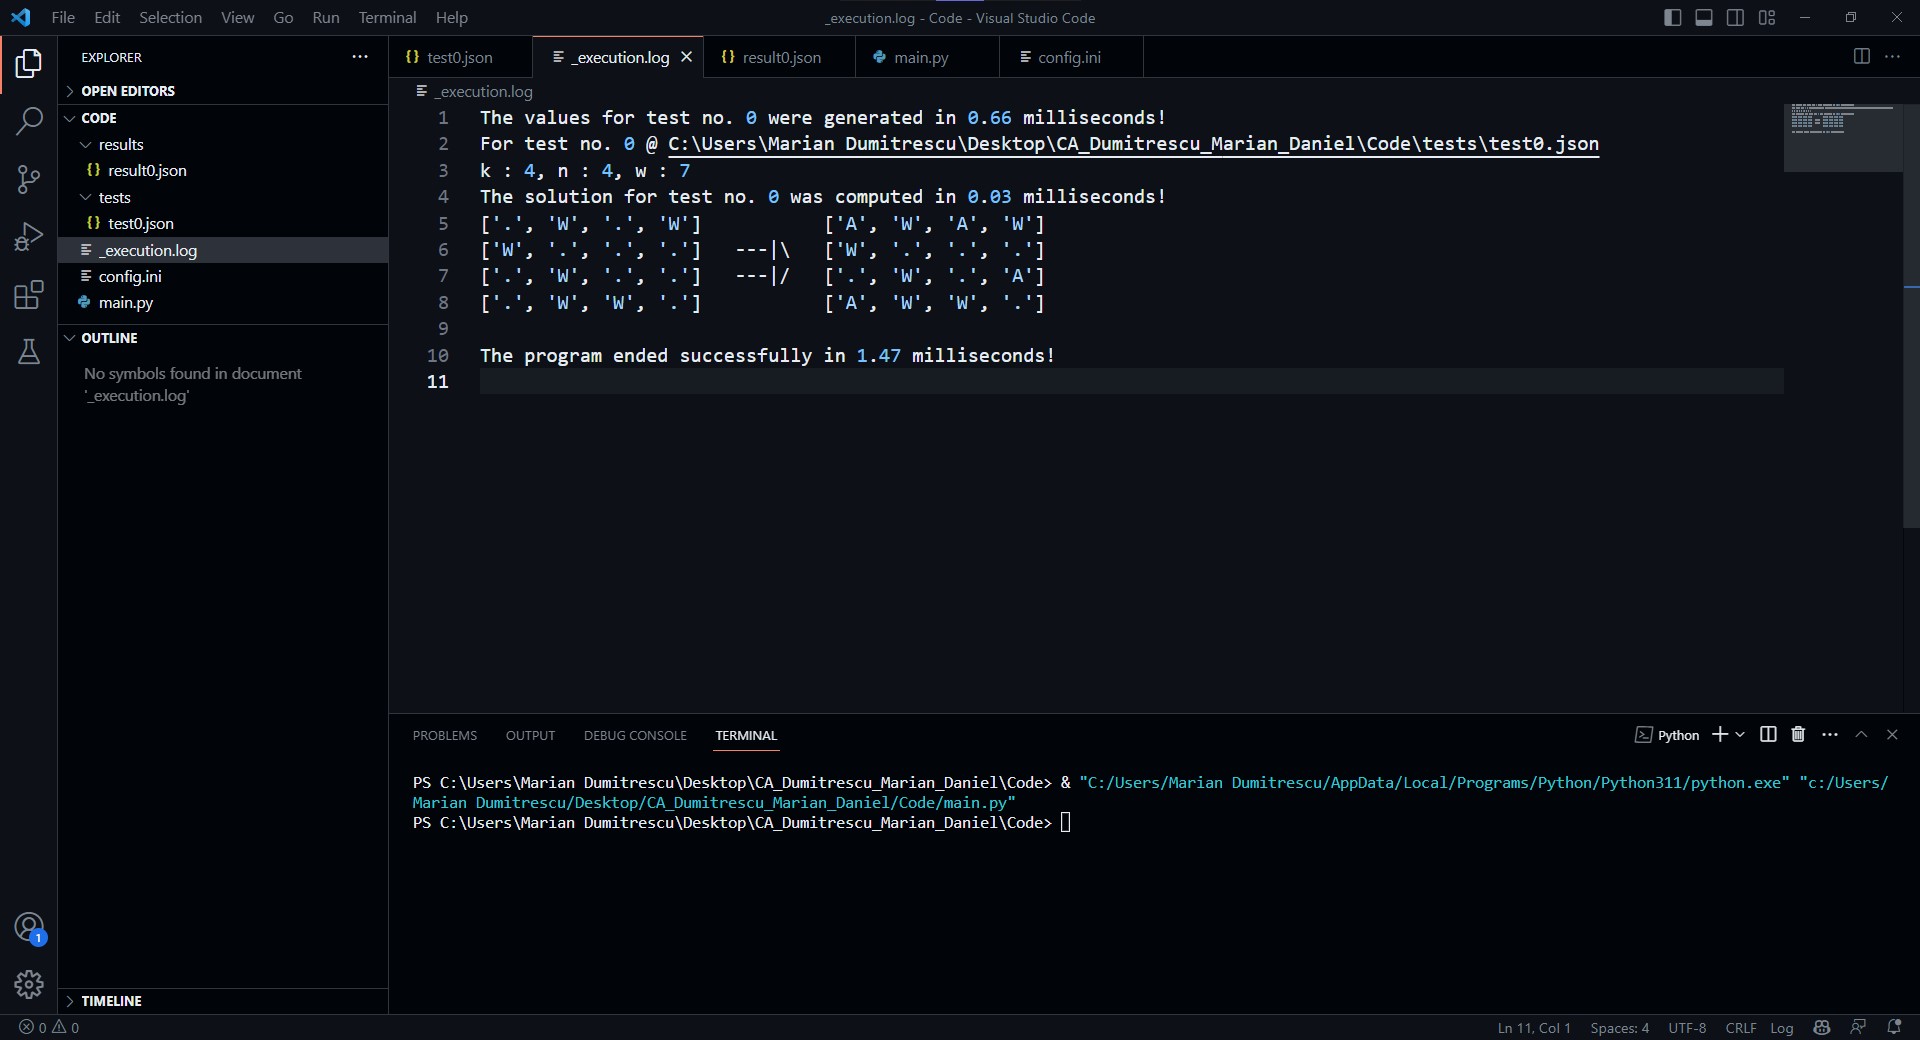 File Edit Selection View Go Run Terminal Help
_execution.log - Code - Visual Studio Code
EXPLORER
OPEN EDITORS
CODE
results
{} result0.json
tests
{} test0.json
_execution.log
config.ini
main.py
OUTLINE
No symbols found in document
'_execution.log'
TIMELINE
{} test0.json _execution.log {} result0.json main.py config.ini
_execution.log
1 The values for test no. 0 were generated in 0.66 milliseconds!
2 For test no. 0 @ C:\Users\Marian Dumitrescu\Desktop\CA_Dumitrescu_Marian_Daniel\Code\tests\test0.json
3 k : 4, n : 4, w : 7
4 The solution for test no. 0 was computed in 0.03 milliseconds!
5 ['.', 'W', '.', 'W'] ['A', 'W', 'A', 'W']
6 ['W', '.', '.', '.'] ---|\ ['W', '.', '.', '.']
7 ['.', 'W', '.', '.'] ---|/ ['.', 'W', '.', 'A']
8 ['.', 'W', 'W', '.'] ['A', 'W', 'W', '.']
9
10 The program ended successfully in 1.47 milliseconds!
11
PROBLEMS OUTPUT DEBUG CONSOLE TERMINAL
Python
PS C:\Users\Marian Dumitrescu\Desktop\CA_Dumitrescu_Marian_Daniel\Code> & "C:/Users/Marian Dumitrescu/AppData/Local/Programs/Python/Python311/python.exe" "c:/Users/
Marian Dumitrescu/Desktop/CA_Dumitrescu_Marian_Daniel/Code/main.py"
PS C:\Users\Marian Dumitrescu\Desktop\CA_Dumitrescu_Marian_Daniel\Code>
1
0 0
Ln 11, Col 1 Spaces: 4 UTF-8 CRLF Log